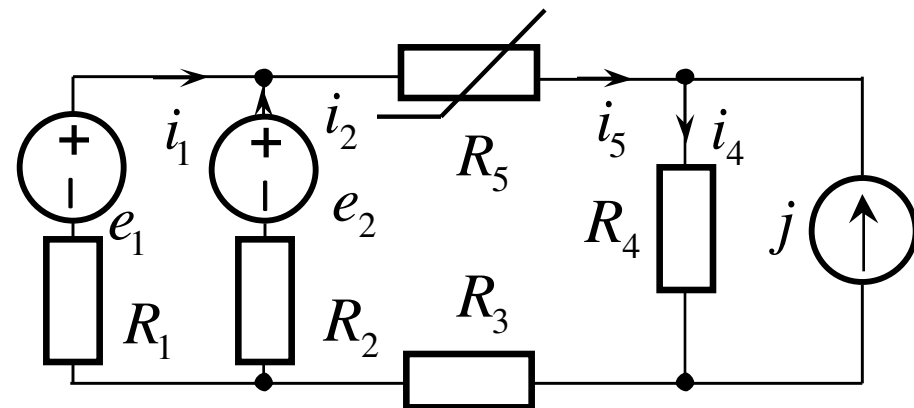 + i₁ + i₂ R₅ i₅ i₄
− e₁ − e₂ R₄ j
R₁ R₂ R₃